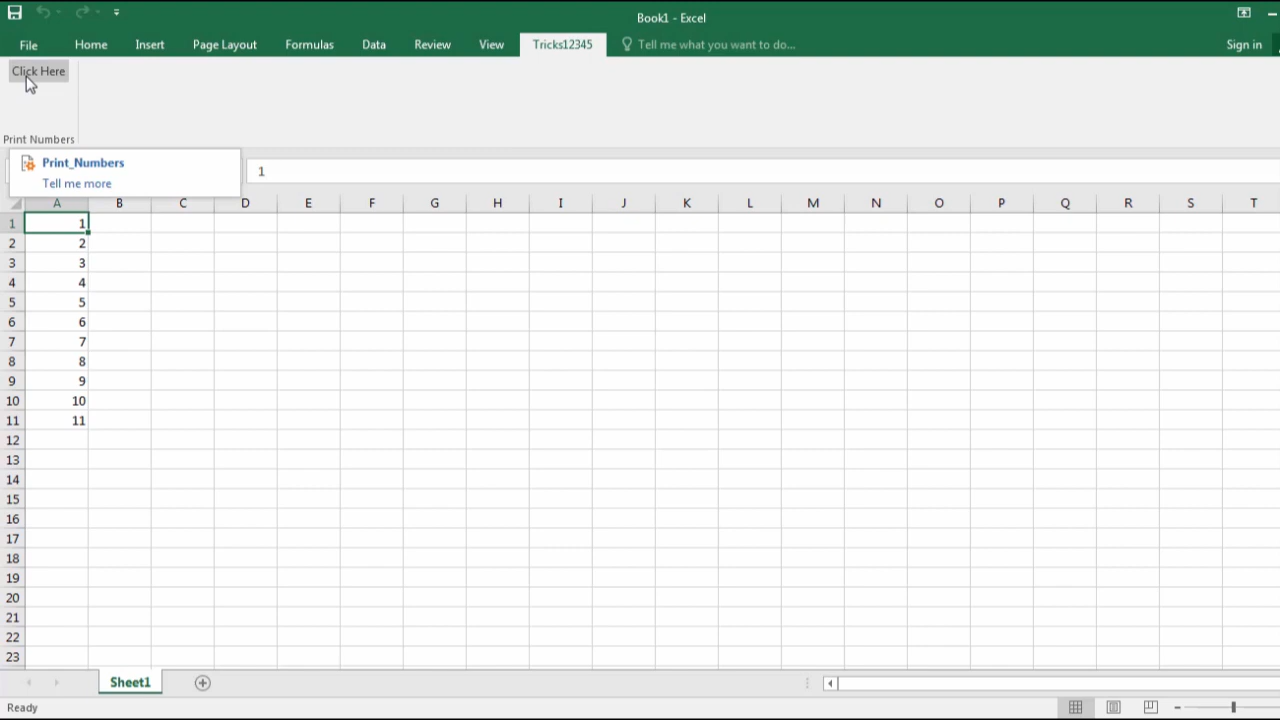 Book1 - Excel
File Home Insert Page Layout Formulas Data Review View Tricks12345 Tell me what you want to do... Sign in
Click Here
Print Numbers
Print_Numbers
Tell me more
1
A B C D E F G H I J K L M N O P Q R S T
1 1
2 2
3 3
4 4
5 5
6 6
7 7
8 8
9 9
10 10
11 11
12
13
14
15
16
17
18
19
20
21
22
23
Sheet1
Ready